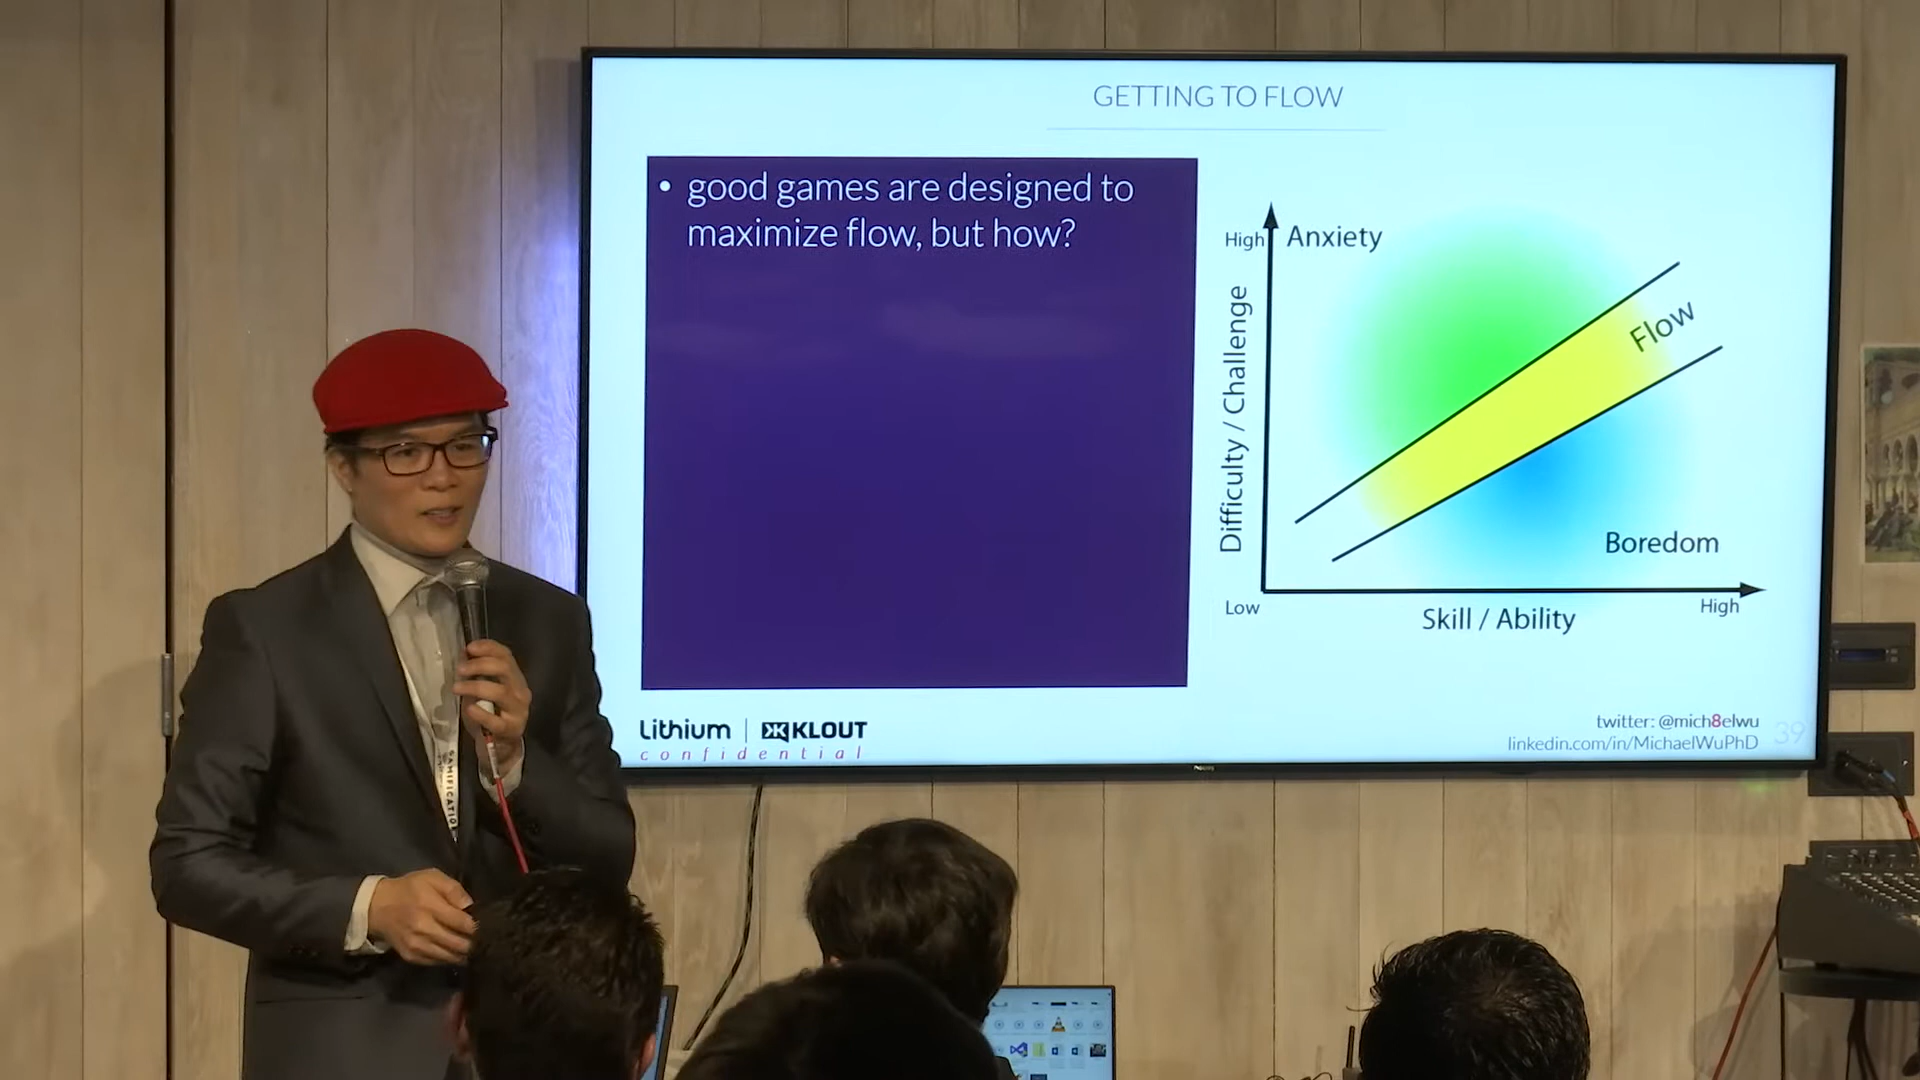 GETTING TO FLOW
• good games are designed to
maximize flow, but how?
High
Anxiety
Difficulty / Challenge
Flow
Boredom
Low
High
Skill / Ability
Lithium | KLOUT
confidential
twitter: @mich8elwu
linkedin.com/in/MichaelWuPhD
39
GAMIFICATIO